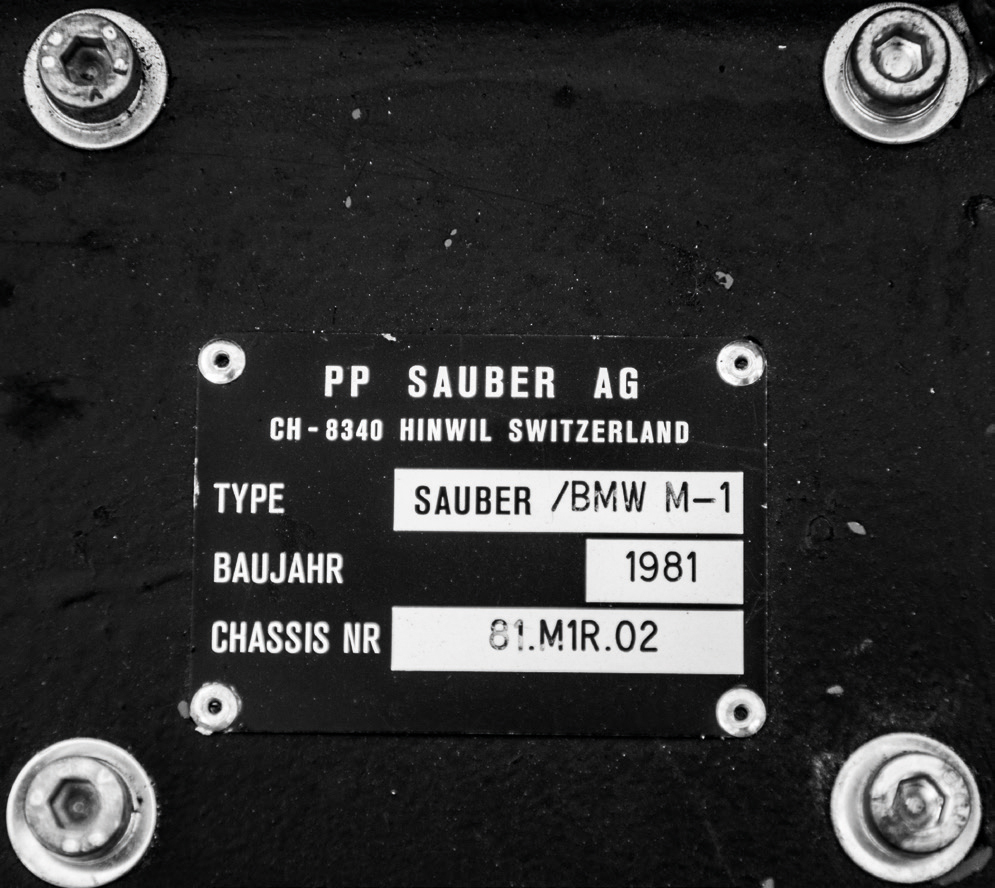 PP SAUBER AG
CH-8340 HINWIL SWITZERLAND
TYPE SAUBER /BMW M-1
BAUJAHR 1981
CHASSIS NR 81.M1R.02